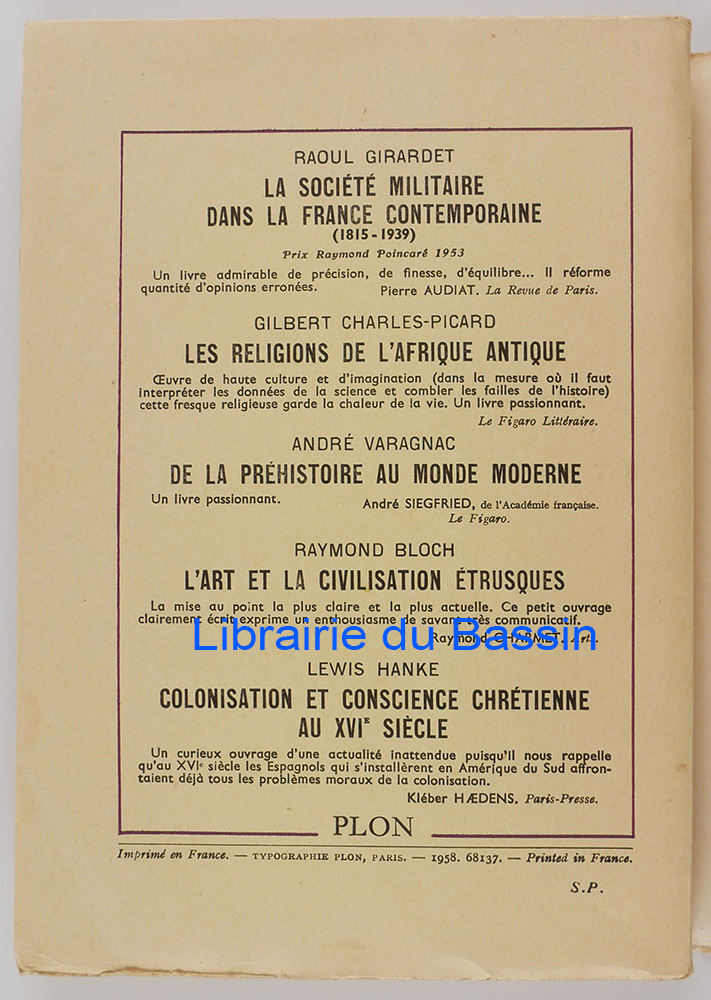 RAOUL GIRARDET
LA SOCIÉTÉ MILITAIRE
DANS LA FRANCE CONTEMPORAINE
(1815-1939)
Prix Raymond Poincaré 1953
Un livre admirable de précision, de finesse, d'équilibre... Il réforme
quantité d'opinions erronées. Pierre AUDIAT. La Revue de Paris.
GILBERT CHARLES-PICARD
LES RELIGIONS DE L'AFRIQUE ANTIQUE
Œuvre de haute culture et d'imagination (dans la mesure où il faut
interpréter les données de la science et combler les failles de l'histoire)
cette fresque religieuse garde la chaleur de la vie. Un livre passionnant.
Le Figaro Littéraire.
ANDRÉ VARAGNAC
DE LA PRÉHISTOIRE AU MONDE MODERNE
Un livre passionnant. André SIEGFRIED, de l'Académie française.
Le Figaro.
RAYMOND BLOCH
L'ART ET LA CIVILISATION ÉTRUSQUES
La mise au point la plus claire et la plus actuelle. Ce petit ouvrage
clairement écrit exprime un enthousiasme de savant très communicatif.
Librairie du Bassin
Raymond CHARMET. Arts.
LEWIS HANKE
COLONISATION ET CONSCIENCE CHRÉTIENNE
AU XVIᴱ SIÈCLE
Un curieux ouvrage d'une actualité inattendue puisqu'il nous rappelle
qu'au XVIᵉ siècle les Espagnols qui s'installèrent en Amérique du Sud affron-
taient déjà tous les problèmes moraux de la colonisation.
Kléber HÆDENS. Paris-Presse.
PLON
Imprimé en France. — TYPOGRAPHIE PLON, PARIS. — 1958. 68137. — Printed in France.
S.P.